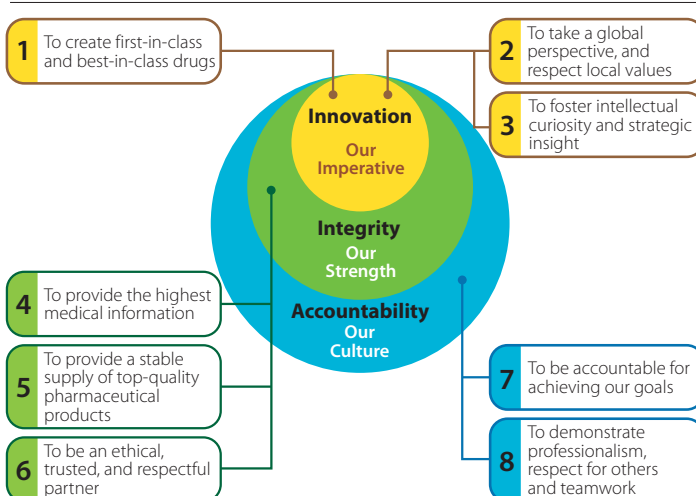 1
To create first-in-class
and best-in-class drugs
2
To take a global
perspective, and
respect local values
3
To foster intellectual
curiosity and strategic
insight
Innovation
Our
Imperative
Integrity
Our
Strength
Accountability
Our
Culture
4
To provide the highest
medical information
5
To provide a stable
supply of top-quality
pharmaceutical
products
6
To be an ethical,
trusted, and respectful
partner
7
To be accountable for
achieving our goals
8
To demonstrate
professionalism,
respect for others
and teamwork